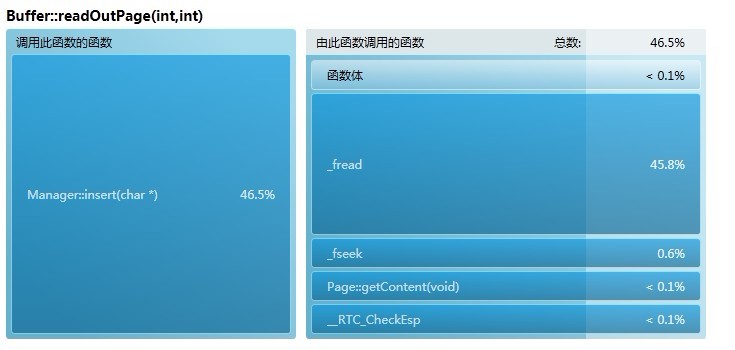 Buffer::readOutPage(int,int)
调用此函数的函数
Manager::insert(char *) 46.5%
由此函数调用的函数 总数: 46.5%
函数体 < 0.1%
_fread 45.8%
_fseek 0.6%
Page::getContent(void) < 0.1%
__RTC_CheckEsp < 0.1%